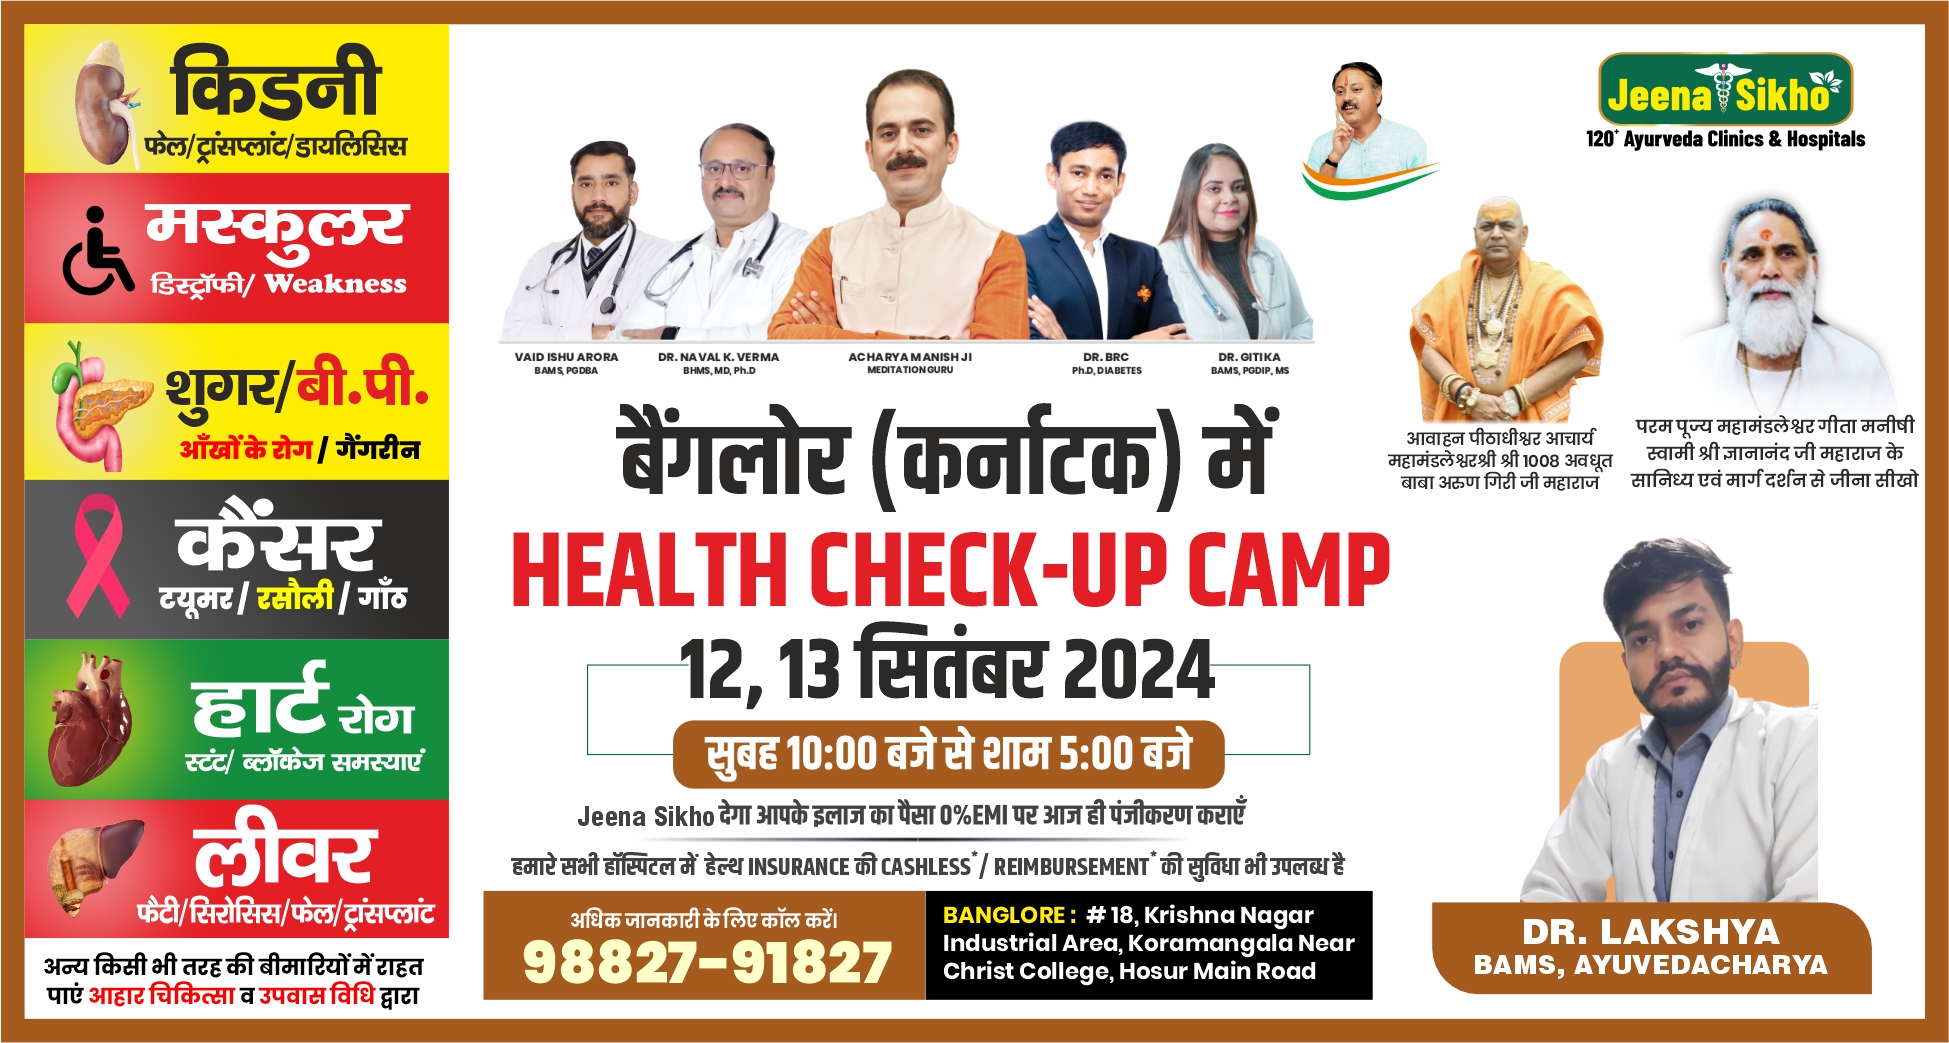 किडनी
फेल/ट्रांसप्लांट/डायलिसिस
मस्कुलर
डिस्ट्रॉफी/ Weakness
शुगर/बी.पी.
आँखों के रोग / गैंगरीन
कैंसर
टयूमर / रसौली / गाँठ
हार्ट रोग
स्टंट/ ब्लॉकेज समस्याएं
लीवर
फैटी/सिरोसिस/फेल/ट्रांसप्लांट
अन्य किसी भी तरह की बीमारियों में राहत
पाएं आहार चिकित्सा व उपवास विधि द्वारा
VAID ISHU ARORA
BAMS, PGDBA
DR. NAVAL K. VERMA
BHMS, MD, Ph.D
ACHARYA MANISH JI
MEDITATION GURU
DR. BRC
Ph.D, DIABETES
DR. GITIKA
BAMS, PGDIP, MS
Jeena Sikho
120+ Ayurveda Clinics & Hospitals
आवाहन पीठाधीश्वर आचार्य
महामंडलेश्वरश्री श्री 1008 अवधूत
बाबा अरुण गिरी जी महाराज
परम पूज्य महामंडलेश्वर गीता मनीषी
स्वामी श्री ज्ञानानंद जी महाराज के
सानिध्य एवं मार्ग दर्शन से जीना सीखो
बैंगलोर (कर्नाटक) में
HEALTH CHECK-UP CAMP
12, 13 सितंबर 2024
सुबह 10:00 बजे से शाम 5:00 बजे
Jeena Sikho देगा आपके इलाज का पैसा 0%EMI पर आज ही पंजीकरण कराएँ
हमारे सभी हॉस्पिटल में हेल्थ INSURANCE की CASHLESS*/ REIMBURSEMENT* की सुविधा भी उपलब्ध है
अधिक जानकारी के लिए कॉल करें।
98827-91827
BANGLORE : # 18, Krishna Nagar
Industrial Area, Koramangala Near
Christ College, Hosur Main Road
DR. LAKSHYA
BAMS, AYUVEDACHARYA